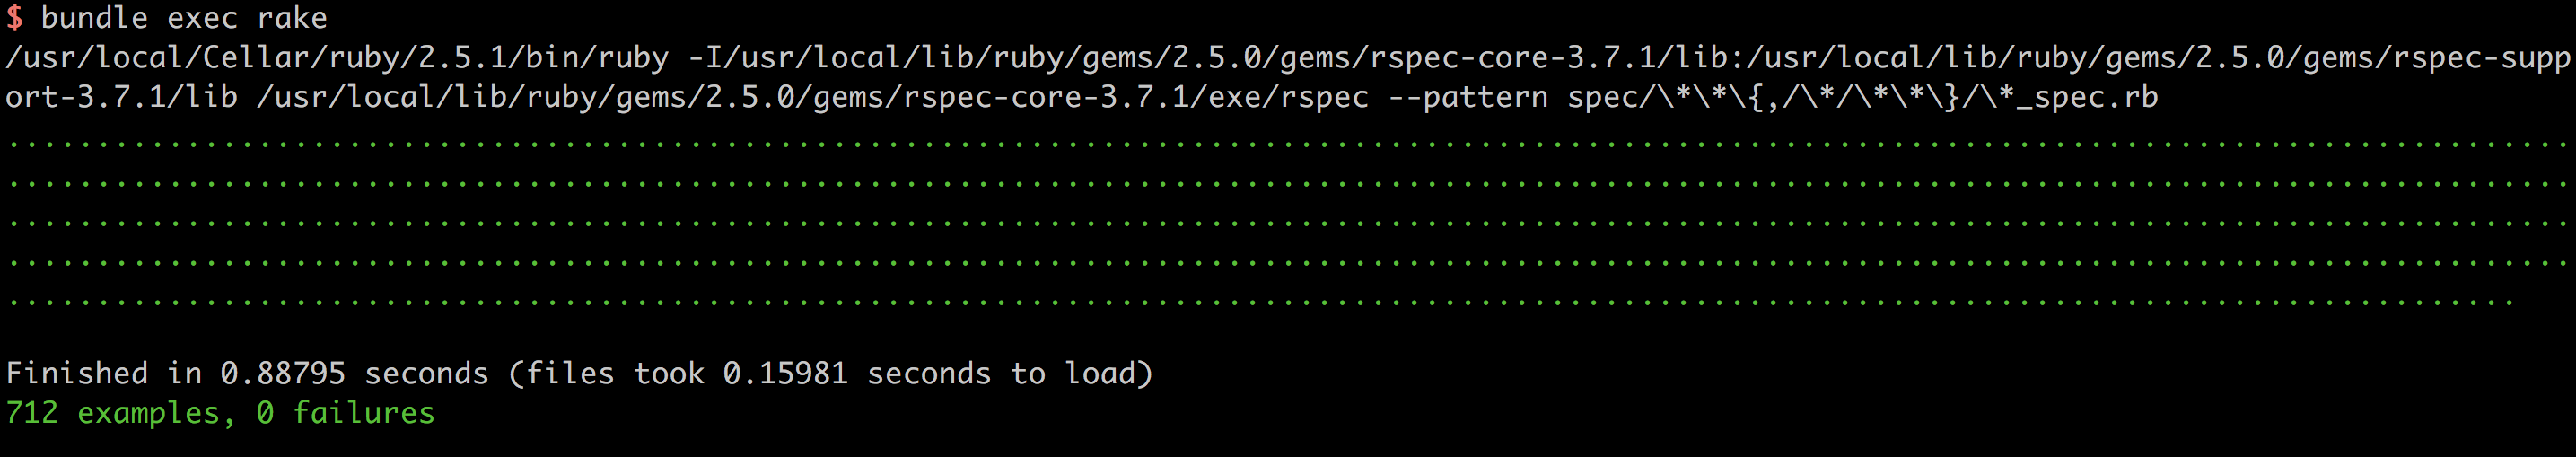 $ bundle exec rake
/usr/local/Cellar/ruby/2.5.1/bin/ruby -I/usr/local/lib/ruby/gems/2.5.0/gems/rspec-core-3.7.1/lib:/usr/local/lib/ruby/gems/2.5.0/gems/rspec-supp
ort-3.7.1/lib /usr/local/lib/ruby/gems/2.5.0/gems/rspec-core-3.7.1/exe/rspec --pattern spec/\*\*\{,/\*/\*\*\}/\*_spec.rb
...............................................................................................................................................
...............................................................................................................................................
...............................................................................................................................................
...............................................................................................................................................
............................................................................................................................................
Finished in 0.88795 seconds (files took 0.15981 seconds to load)
712 examples, 0 failures